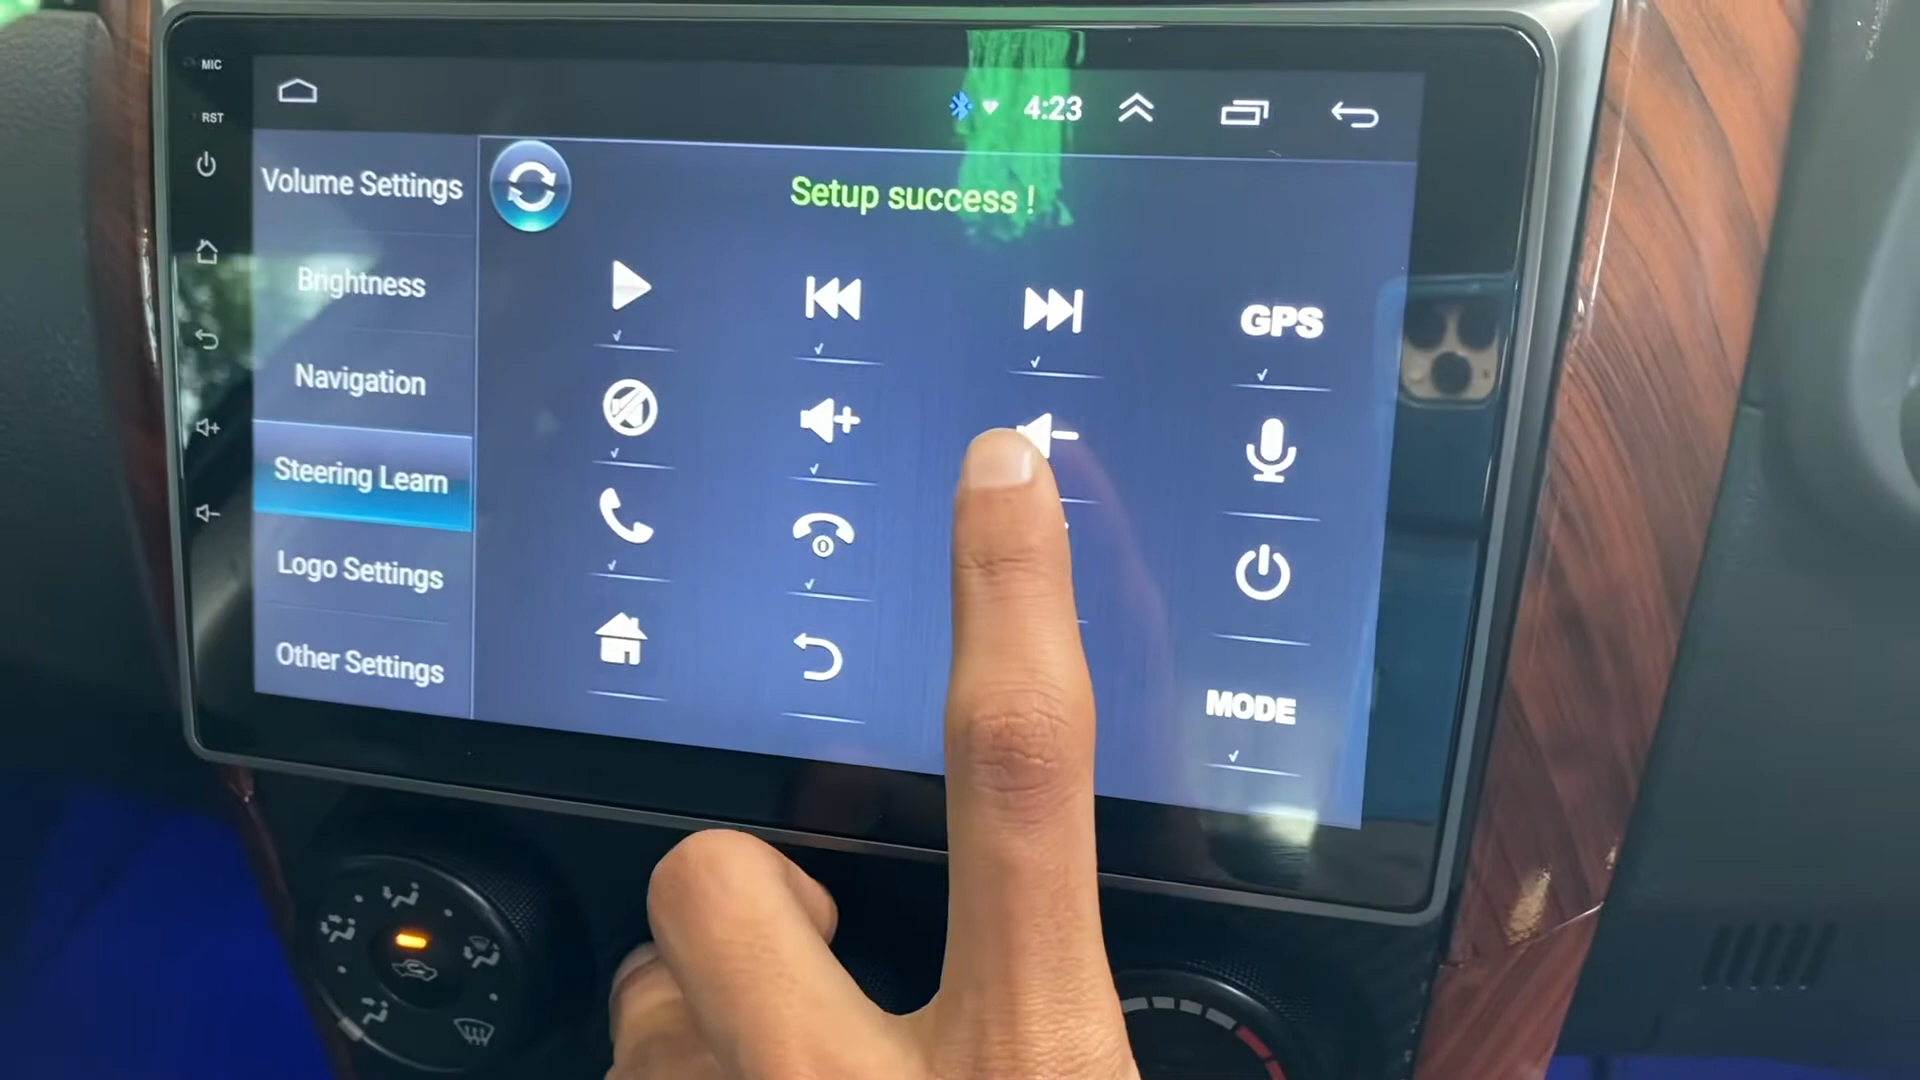 MIC
4:23
RST
Volume Settings
Setup success !
Brightness
GPS
Navigation
Steering Learn
Logo Settings
Other Settings
MODE